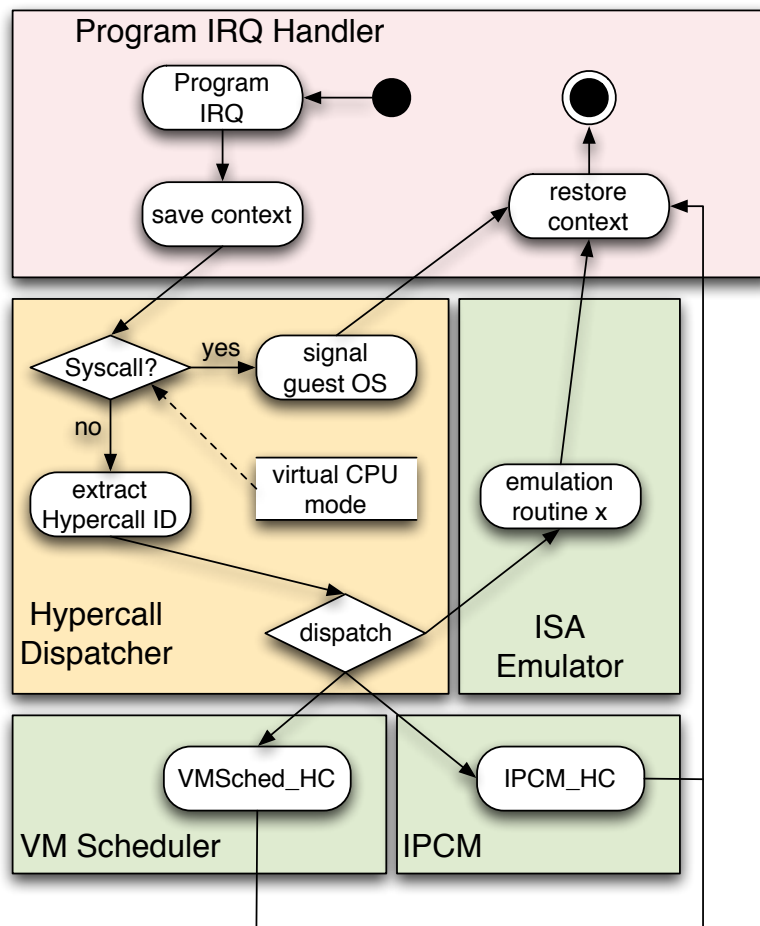 Program IRQ Handler
Program
IRQ
save context
restore
context
Syscall?
yes
signal
guest OS
no
virtual CPU
mode
extract
Hypercall ID
emulation
routine x
Hypercall
Dispatcher
dispatch
ISA
Emulator
VMSched_HC
IPCM_HC
VM Scheduler
IPCM